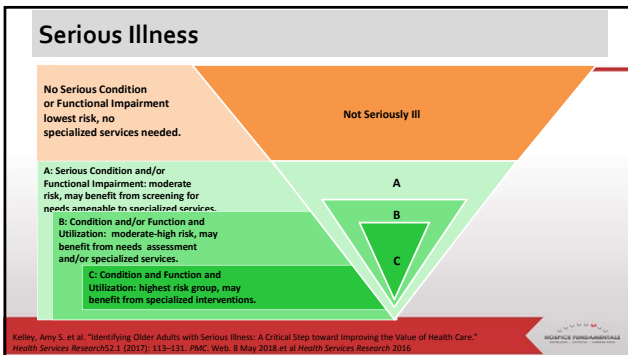 Serious Illness
No Serious Condition
or Functional Impairment
lowest risk, no
specialized services needed.
Not Seriously Ill
A: Serious Condition and/or
Functional Impairment: moderate
risk, may benefit from screening for
needs amenable to specialized services.
A
B: Condition and/or Function and
Utilization: moderate-high risk, may
benefit from needs assessment
and/or specialized services.
B
C: Condition and Function and
Utilization: highest risk group, may
benefit from specialized interventions.
C
Kelley, Amy S. et al. “Identifying Older Adults with Serious Illness: A Critical Step toward Improving the Value of Health Care.”
Health Services Research52.1 (2017): 113–131. PMC. Web. 8 May 2018.et al Health Services Research 2016
HOSPICE FUNDAMENTALS